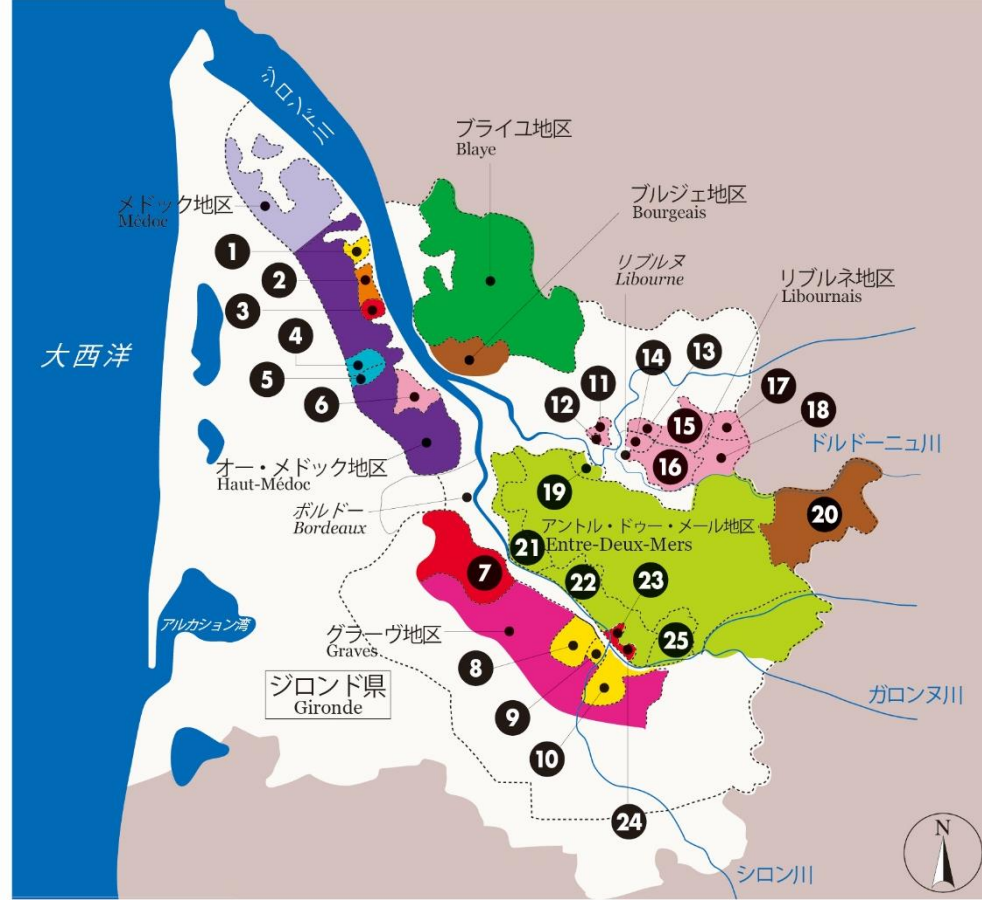 ジロンド川
ブライユ地区
Blaye
ブルジェ地区
Bourgeais
メドック地区
Médoc
リブルヌ
Libourne
リブルネ地区
Libournais
1
2
3
4
5
6
大西洋
14
13
11
12
15
17
18
16
ドルドーニュ川
オー・メドック地区
Haut-Médoc
ボルドー
Bordeaux
19
20
アントル・ドゥー・メール地区
Entre-Deux-Mers
21
22
23
7
25
アルカション湾
グラーヴ地区
Graves
8
ジロンド県
Gironde
ガロンヌ川
9
10
24
シロン川
N